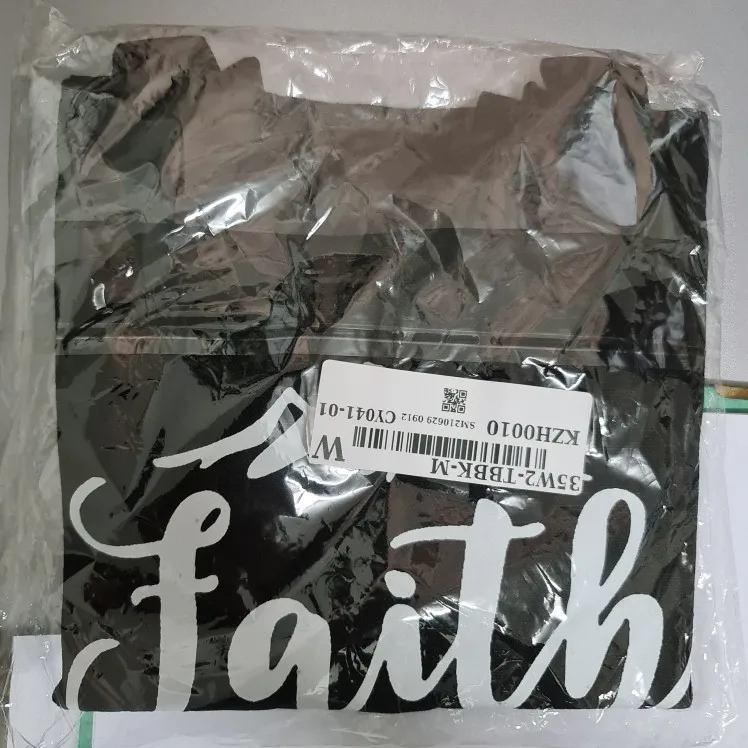 Faith
35W2-TBBK-M
M
KZH0010
SM210629 0912 CY041-01